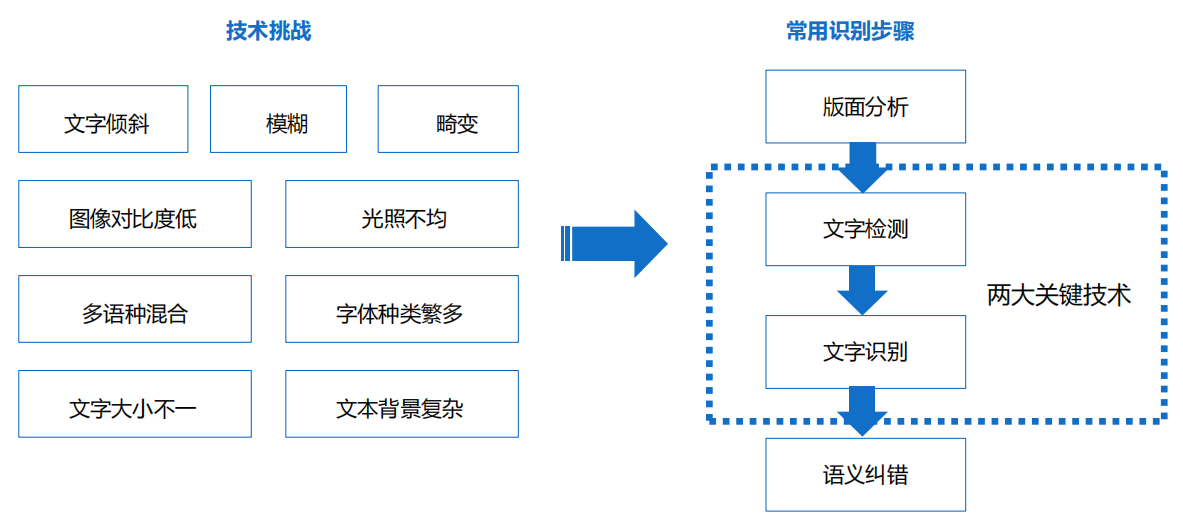 技术挑战
文字倾斜
模糊
畸变
图像对比度低
光照不均
多语种混合
字体种类繁多
文字大小不一
文本背景复杂
常用识别步骤
版面分析
文字检测
文字识别
两大关键技术
语义纠错